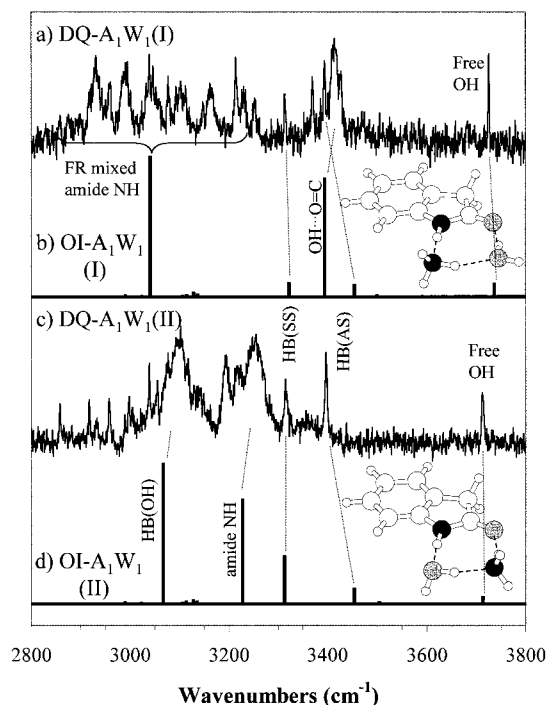 a) DQ-A₁W₁(I)
Free
OH
FR mixed
amide NH
b) OI-A₁W₁
(I)
OH···O=C
c) DQ-A₁W₁(II)
HB(SS)
HB(AS)
Free
OH
HB(OH)
amide NH
d) OI-A₁W₁
(II)
2800 3000 3200 3400 3600 3800
Wavenumbers (cm⁻¹)